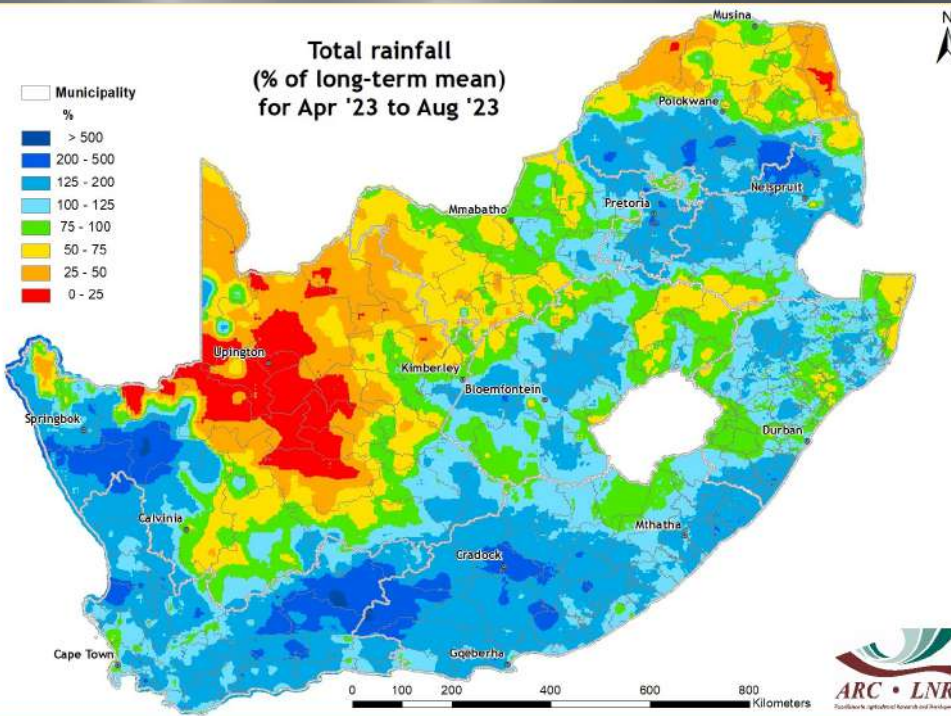 Total rainfall
(% of long-term mean)
for Apr '23 to Aug '23
N
Municipality
%
> 500
200 - 500
125 - 200
100 - 125
75 - 100
50 - 75
25 - 50
0 - 25
Musina
Polokwane
Nelspruit
Pretoria
Mmabatho
Upington
Kimberley
Bloemfontein
Springbok
Durban
Calvinia
Mthatha
Cradock
Cape Town
Gqeberha
0 100 200 400 600 800
Kilometers
ARC • LNR